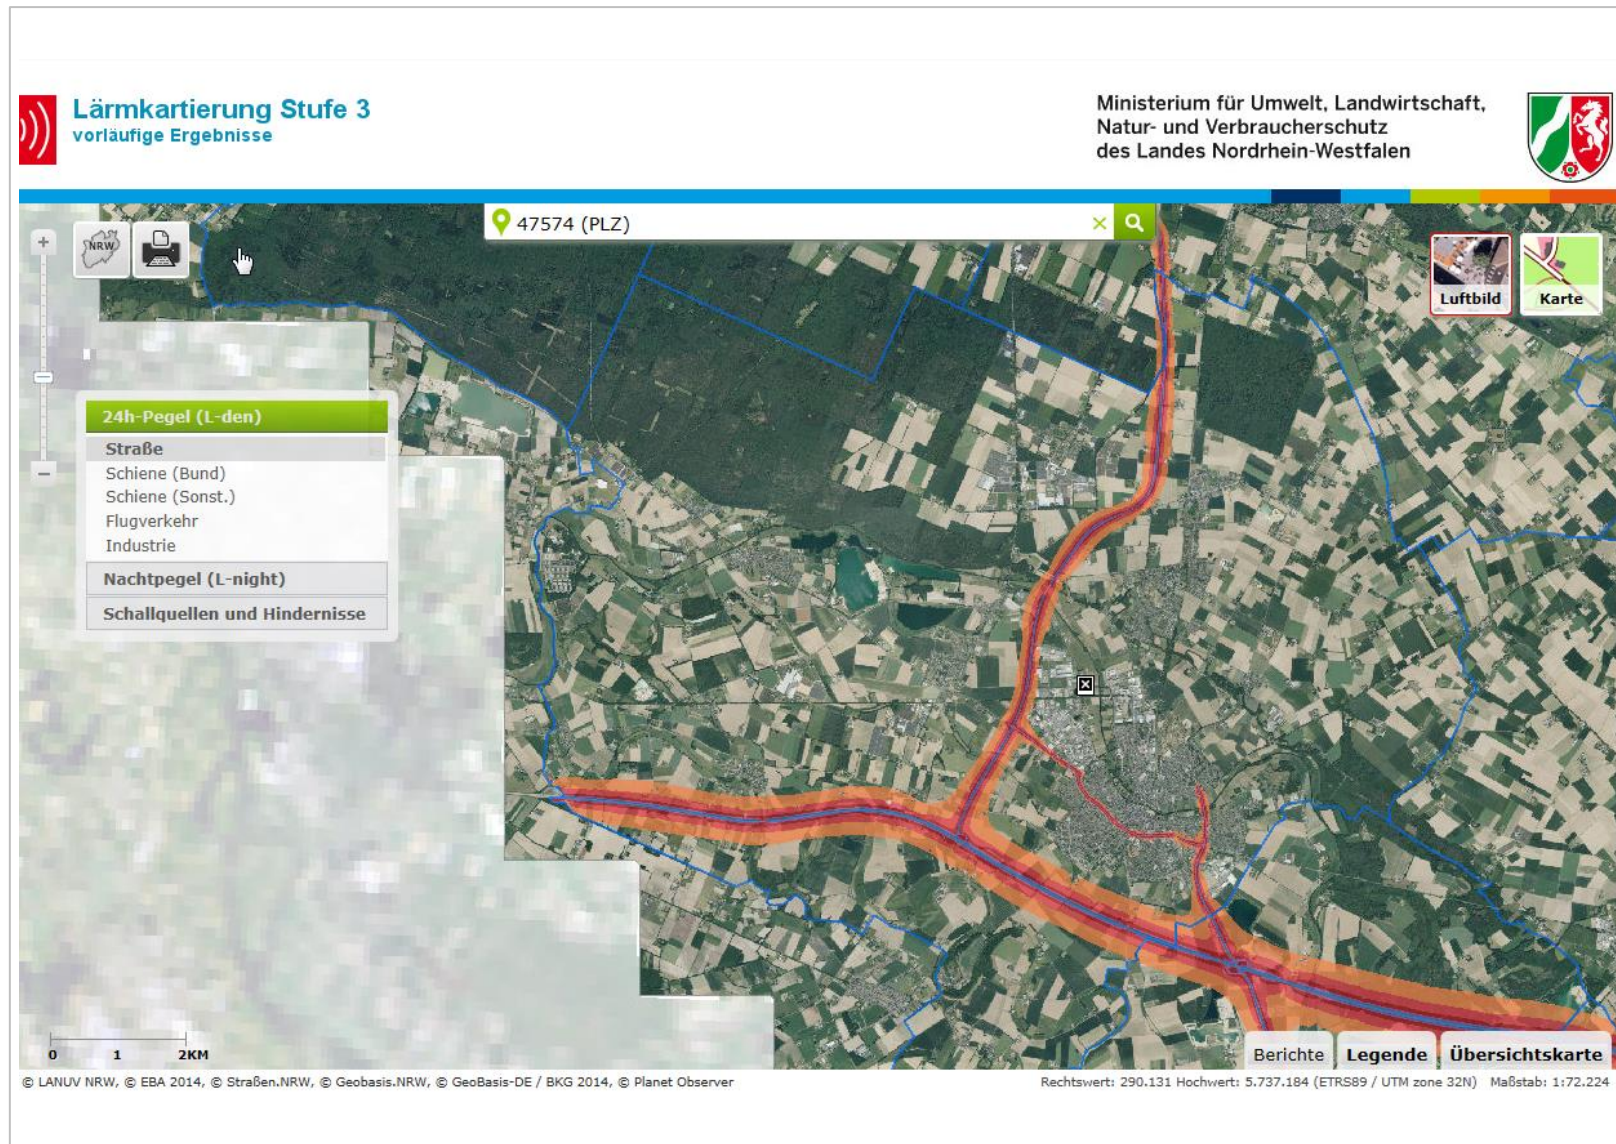 Lärmkartierung Stufe 3
vorläufige Ergebnisse
Ministerium für Umwelt, Landwirtschaft,
Natur- und Verbraucherschutz
des Landes Nordrhein-Westfalen
47574 (PLZ)
NRW
Luftbild
Karte
24h-Pegel (L-den)
Straße
Schiene (Bund)
Schiene (Sonst.)
Flugverkehr
Industrie
Nachtpegel (L-night)
Schallquellen und Hindernisse
0 1 2KM
Berichte
Legende
Übersichtskarte
© LANUV NRW, © EBA 2014, © Straßen.NRW, © Geobasis.NRW, © GeoBasis-DE / BKG 2014, © Planet Observer
Rechtswert: 290.131 Hochwert: 5.737.184 (ETRS89 / UTM zone 32N) Maßstab: 1:72.224